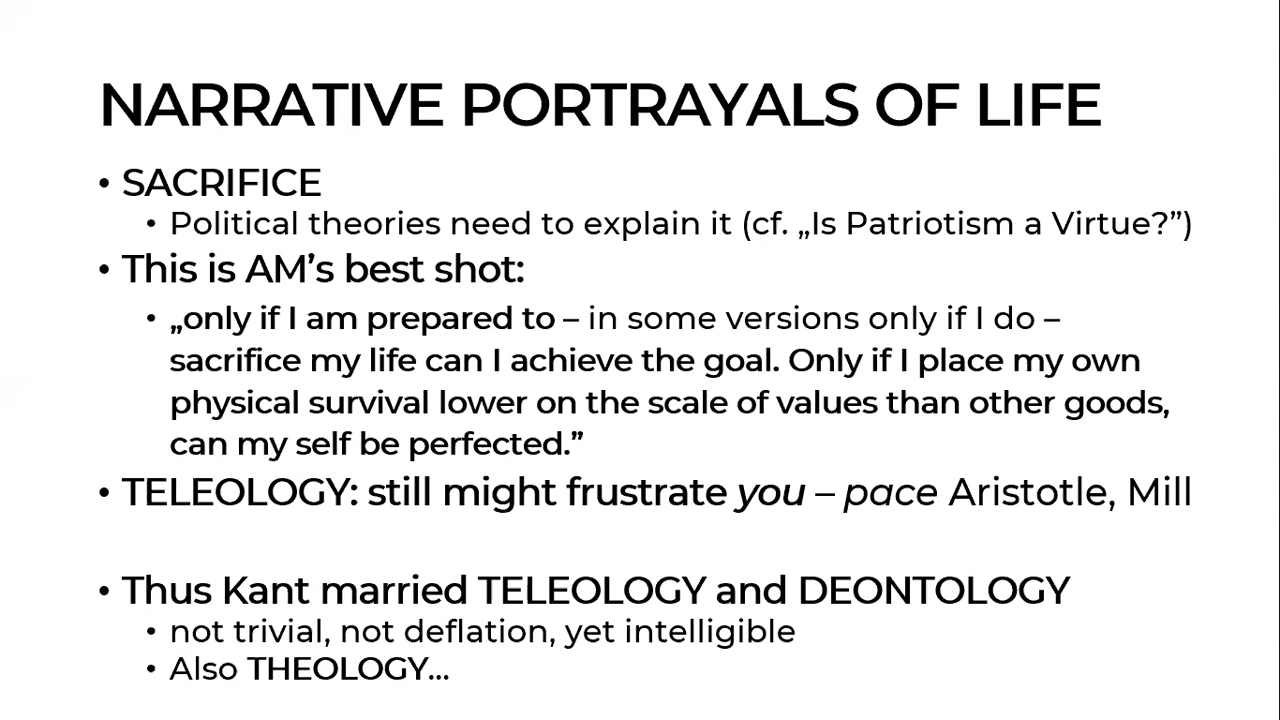 NARRATIVE PORTRAYALS OF LIFE
• SACRIFICE
• Political theories need to explain it (cf. „Is Patriotism a Virtue?”)
• This is AM’s best shot:
• „only if I am prepared to – in some versions only if I do –
sacrifice my life can I achieve the goal. Only if I place my own
physical survival lower on the scale of values than other goods,
can my self be perfected.”
• TELEOLOGY: still might frustrate you – pace Aristotle, Mill
• Thus Kant married TELEOLOGY and DEONTOLOGY
• not trivial, not deflation, yet intelligible
• Also THEOLOGY...